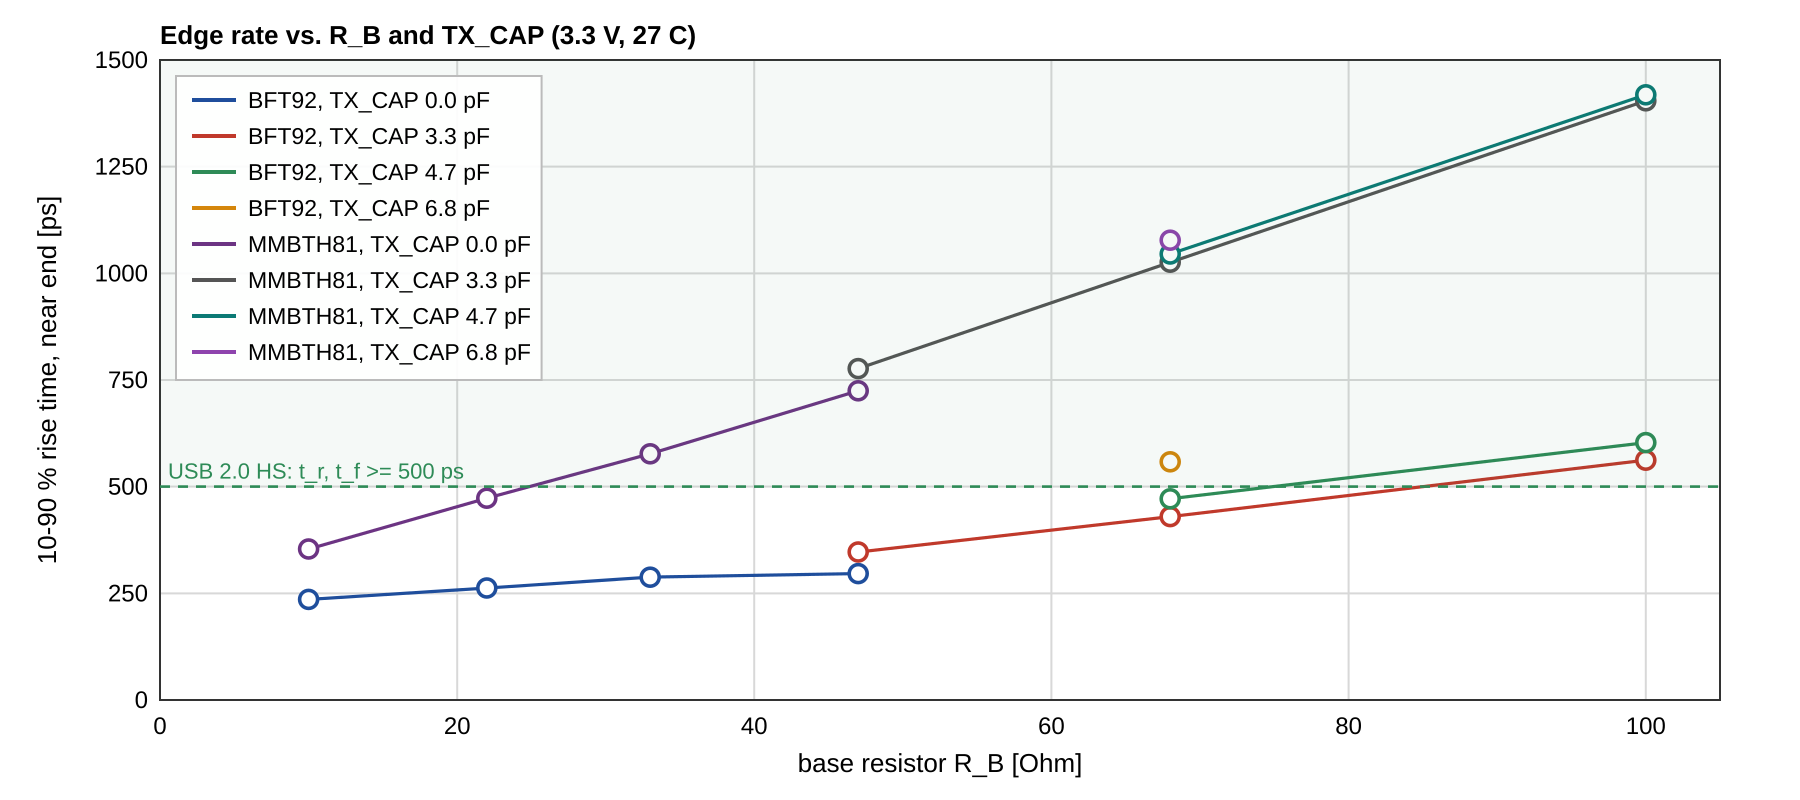 Edge rate vs. R_B and TX_CAP (3.3 V, 27 C)
1500
1250
1000
750
500
250
0
10-90 % rise time, near end [ps]
BFT92, TX_CAP 0.0 pF
BFT92, TX_CAP 3.3 pF
BFT92, TX_CAP 4.7 pF
BFT92, TX_CAP 6.8 pF
MMBTH81, TX_CAP 0.0 pF
MMBTH81, TX_CAP 3.3 pF
MMBTH81, TX_CAP 4.7 pF
MMBTH81, TX_CAP 6.8 pF
USB 2.0 HS: t_r, t_f >= 500 ps
0 20 40 60 80 100
base resistor R_B [Ohm]